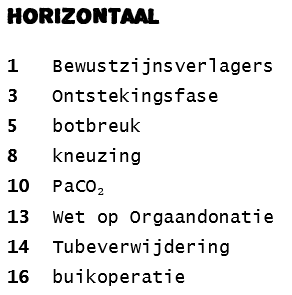 HORIZONTAAL
1 Bewustzijnsverlagers
3 Ontstekingsfase
5 botbreuk
8 kneuzing
10 PaCO₂
13 Wet op Orgaandonatie
14 Tubeverwijdering
16 buikoperatie